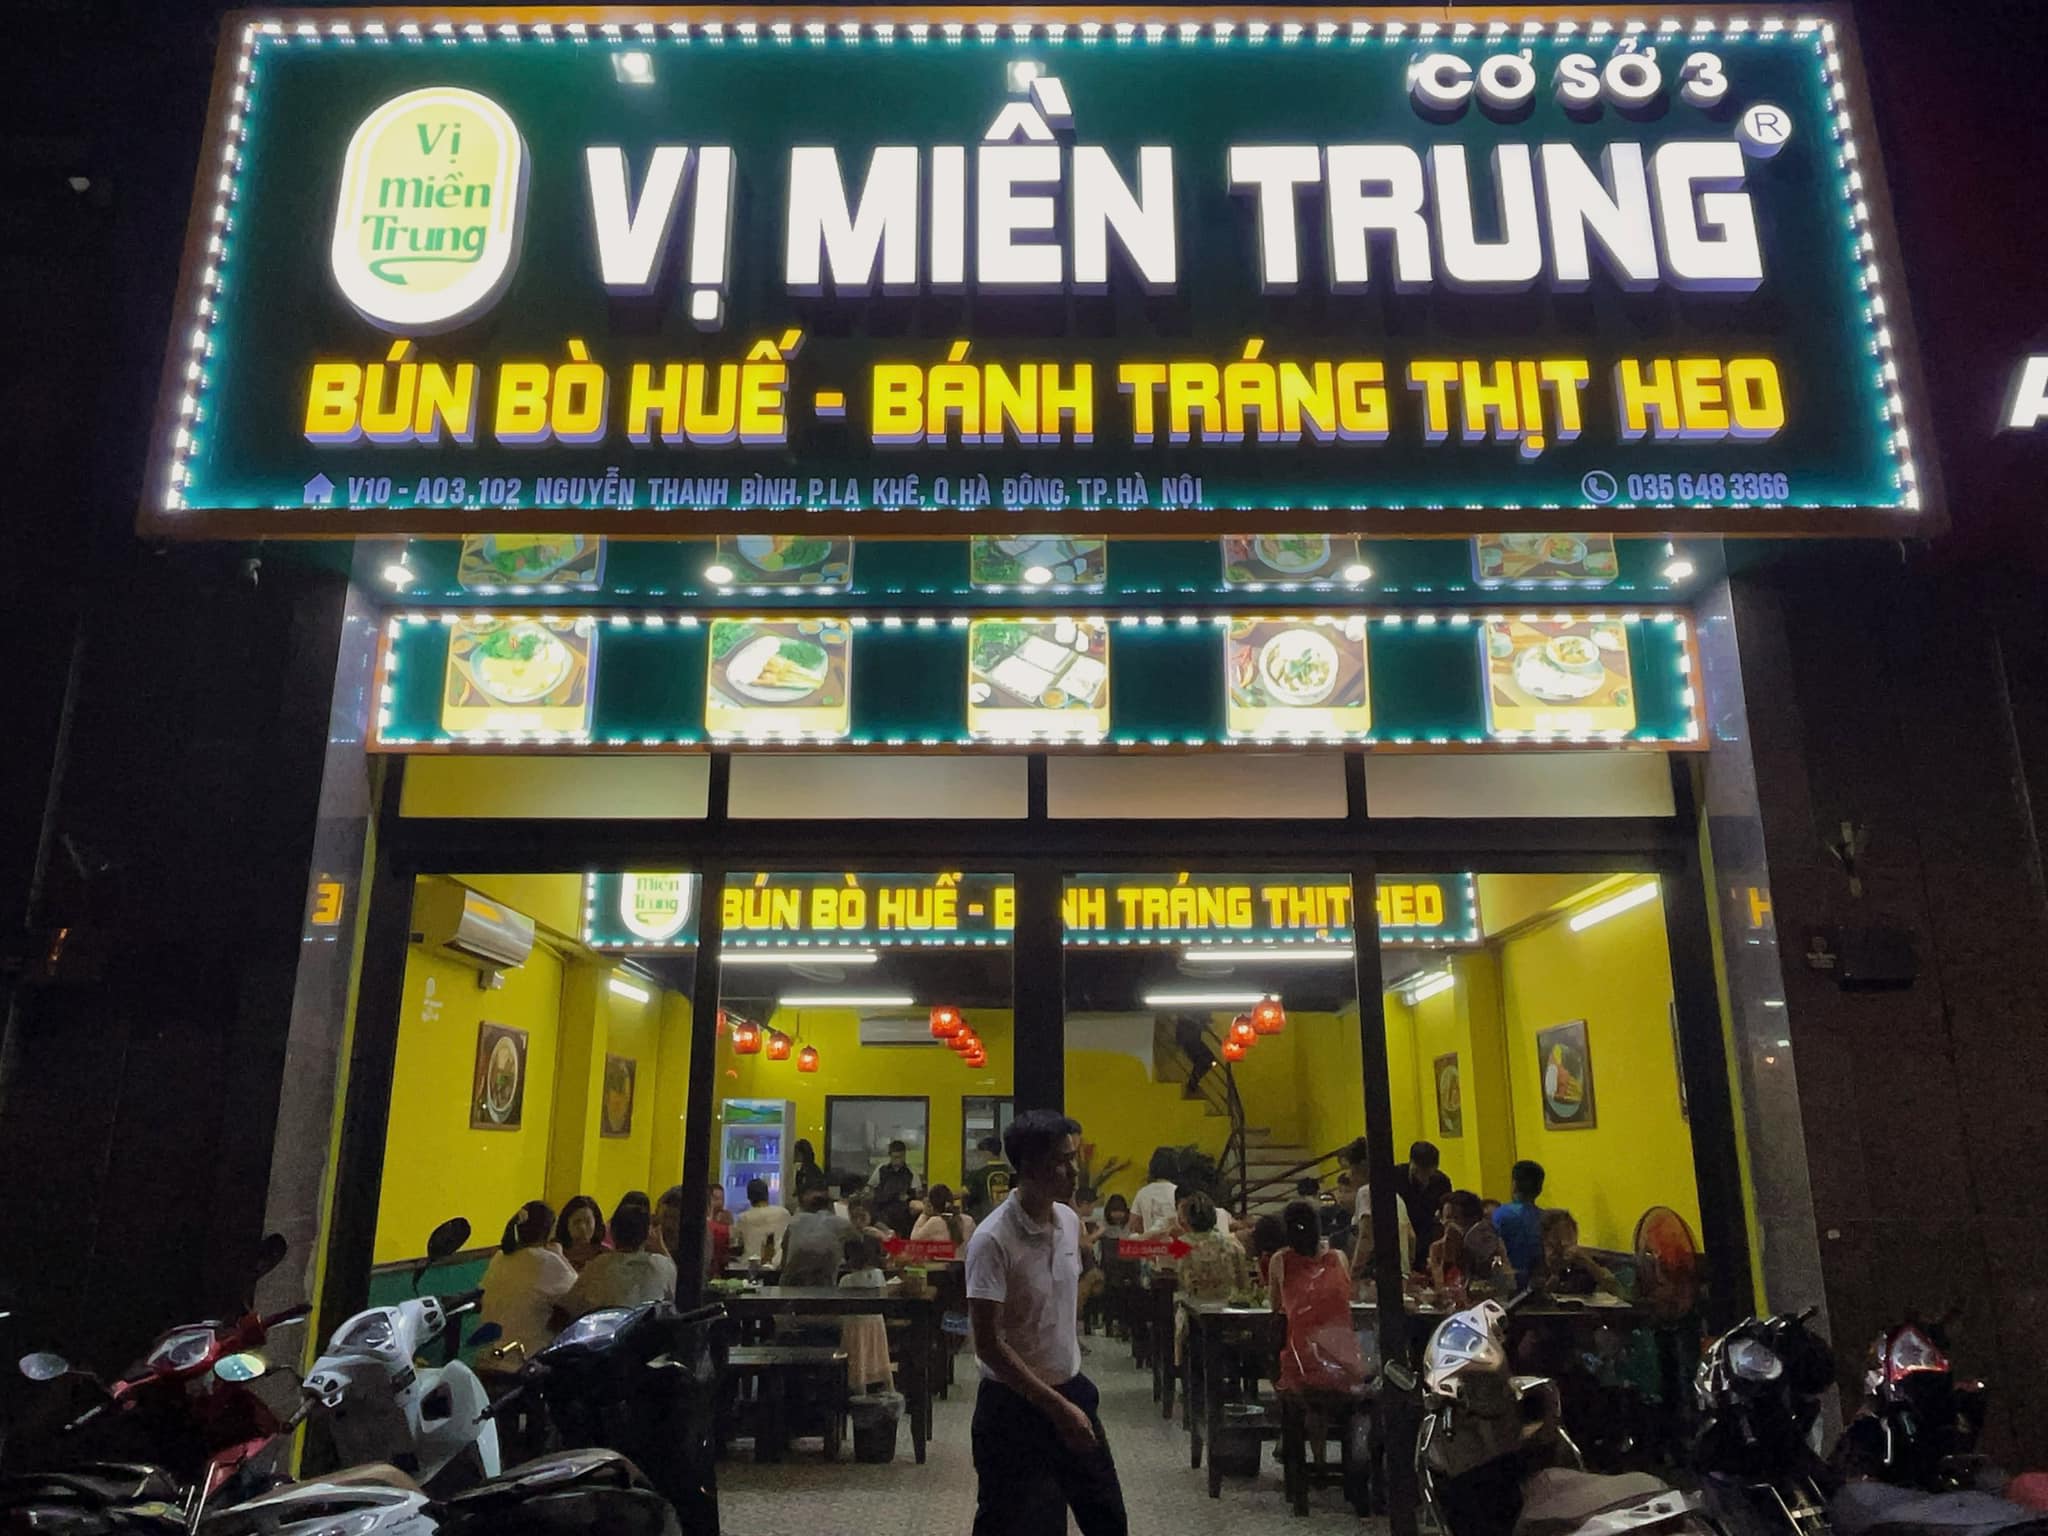 CƠ SỞ 3
Vị
miền
Trung
VỊ MIỀN TRUNG
®
BÚN BÒ HUẾ - BÁNH TRÁNG THỊT HEO
V10 - A03,102 NGUYỄN THANH BÌNH, P.LA KHÊ, Q.HÀ ĐÔNG, TP.HÀ NỘI
035 648 3366
miền
Trung
BÚN BÒ HUẾ - B NH TRÁNG THỊT HEO
KÉO
KÉO